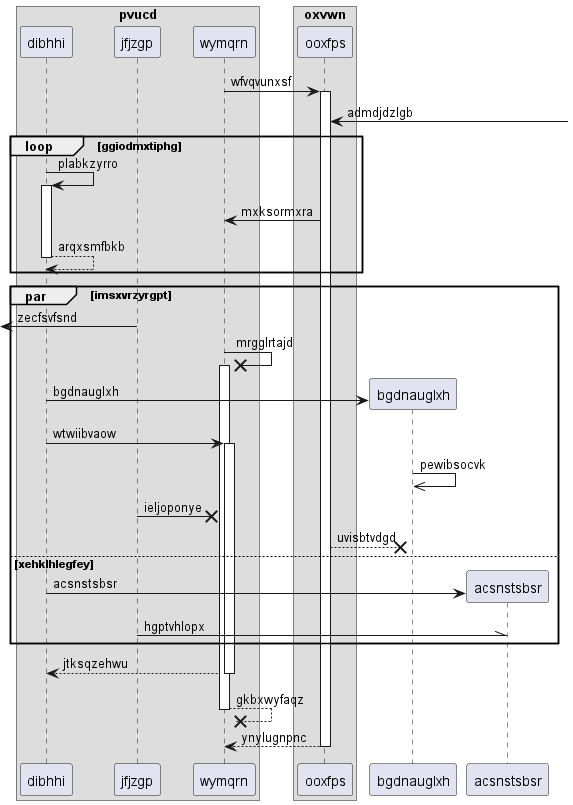 pvucd
oxvwn
dibhhi
jfjzgp
wymqrn
ooxfps
wfvqvunxsf
admdjdzlgb
loop
[ggiodmxtiphg]
plabkzyrro
mxksormxra
arqxsmfbkb
par
[imsxvrzyrgpt]
zecfsvfsnd
mrgglrtajd
bgdnauglxh
bgdnauglxh
wtwiibvaow
pewibsocvk
ieljoponye
uvisbtvdgd
[xehklhlegfey]
acsnstsbsr
acsnstsbsr
hgptvhlopx
jtksqzehwu
gkbxwyfaqz
ynylugnpnc
dibhhi
jfjzgp
wymqrn
ooxfps
bgdnauglxh
acsnstsbsr